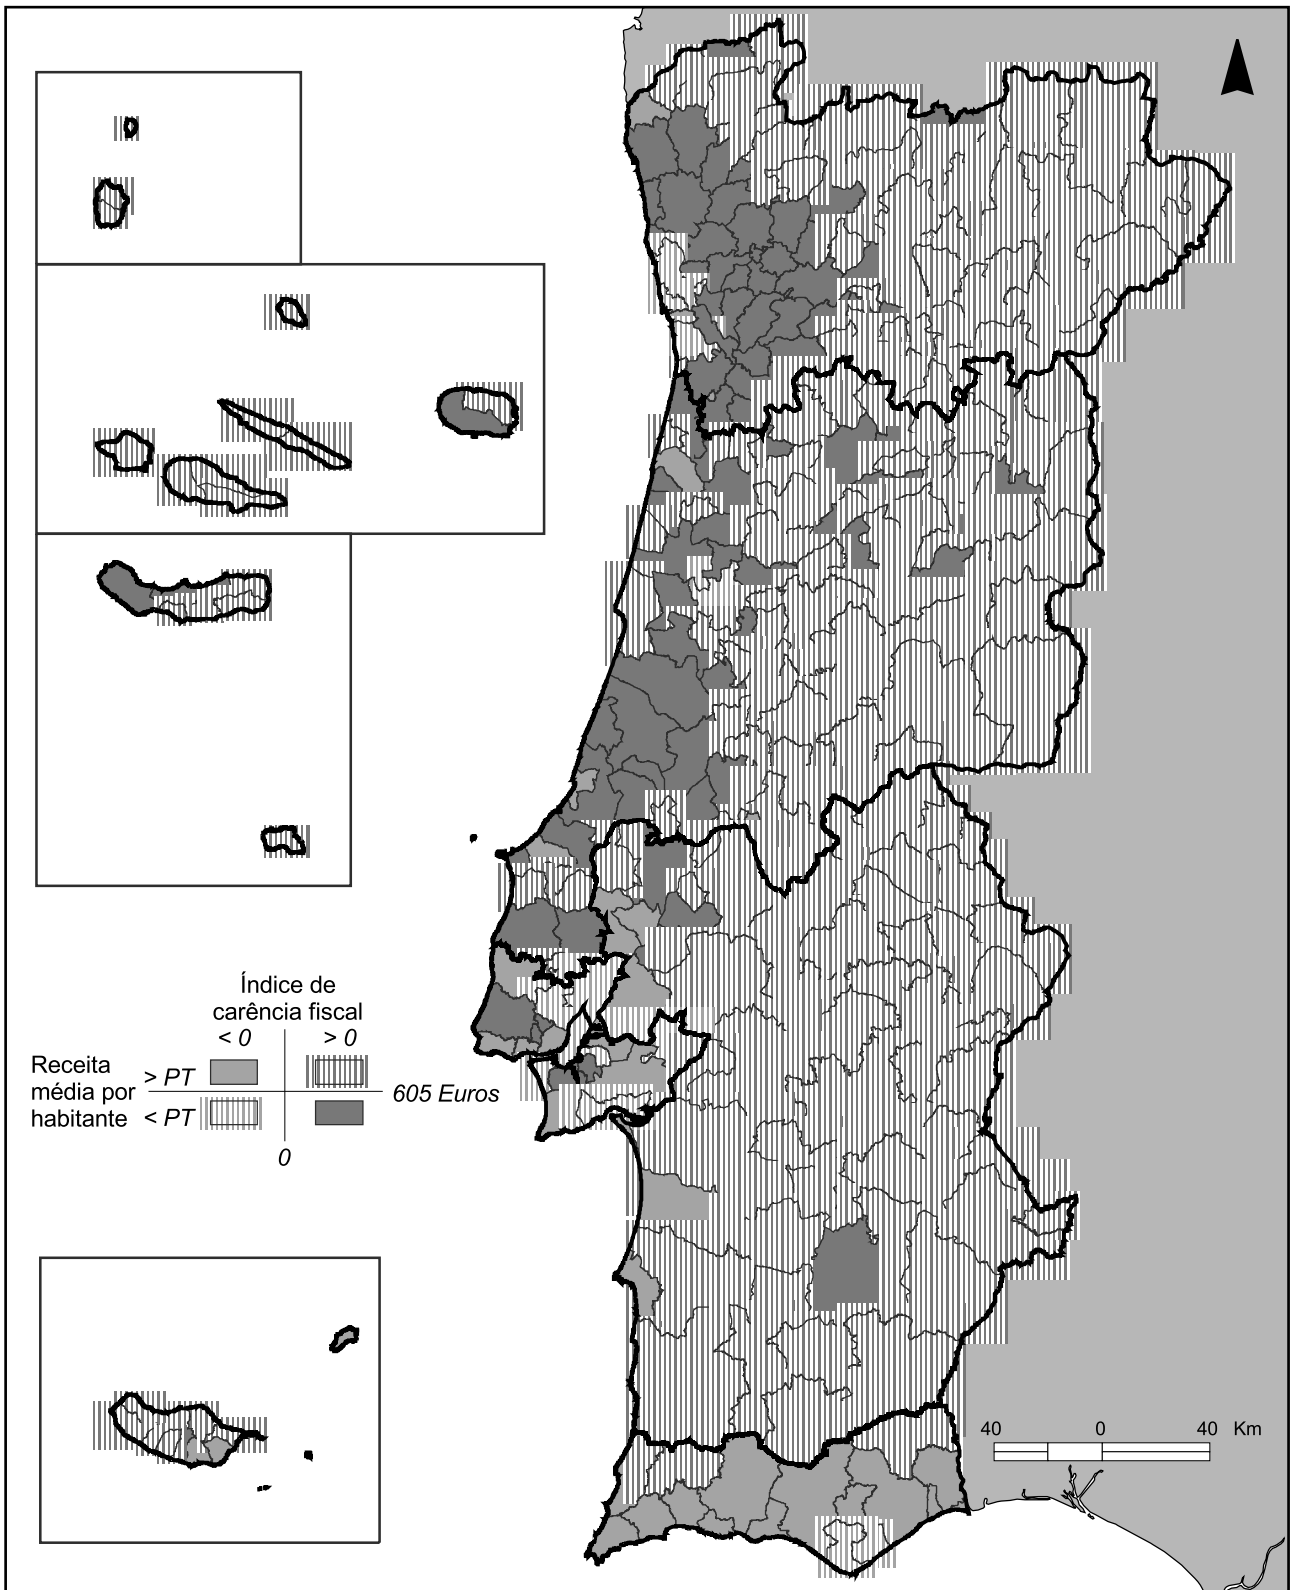 Índice de
carência fiscal
< 0 > 0
Receita
média por
habitante
> PT
< PT
605 Euros
0
40 0 40 Km